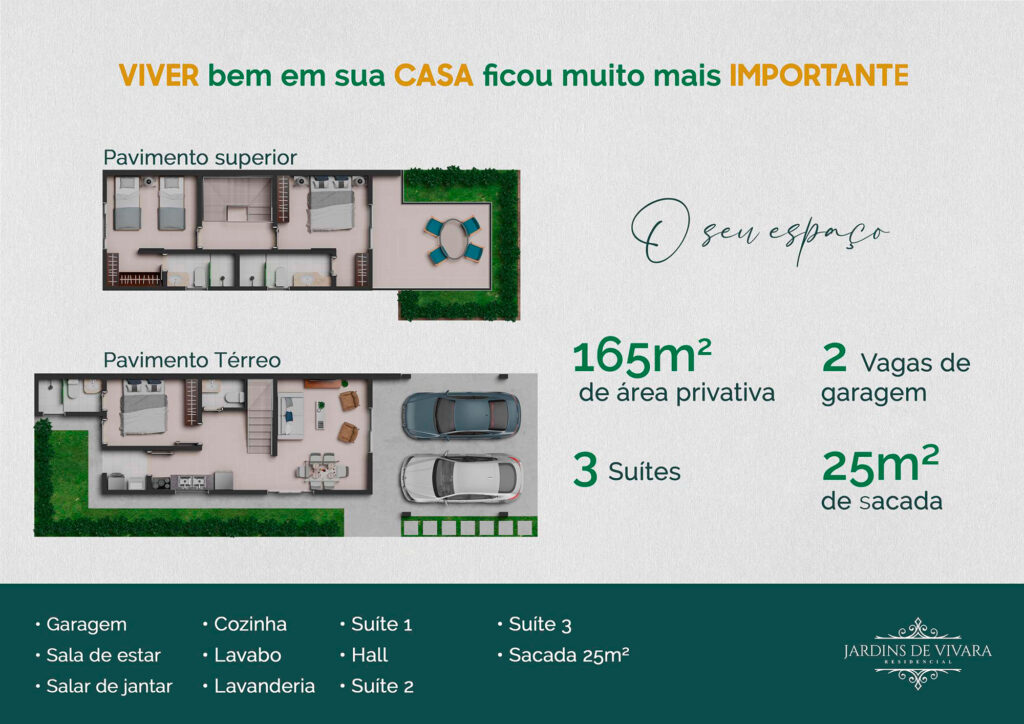 VIVER bem em sua CASA ficou muito mais IMPORTANTE
Pavimento superior
O seu espaço
Pavimento Térreo
165m²
de área privativa
2 Vagas de
garagem
3 Suítes
25m²
de sacada
• Garagem
• Sala de estar
• Salar de jantar
• Cozinha
• Lavabo
• Lavanderia
• Suíte 1
• Hall
• Suíte 2
• Suíte 3
• Sacada 25m²
JARDINS DE VIVARA
RESIDENCIAL